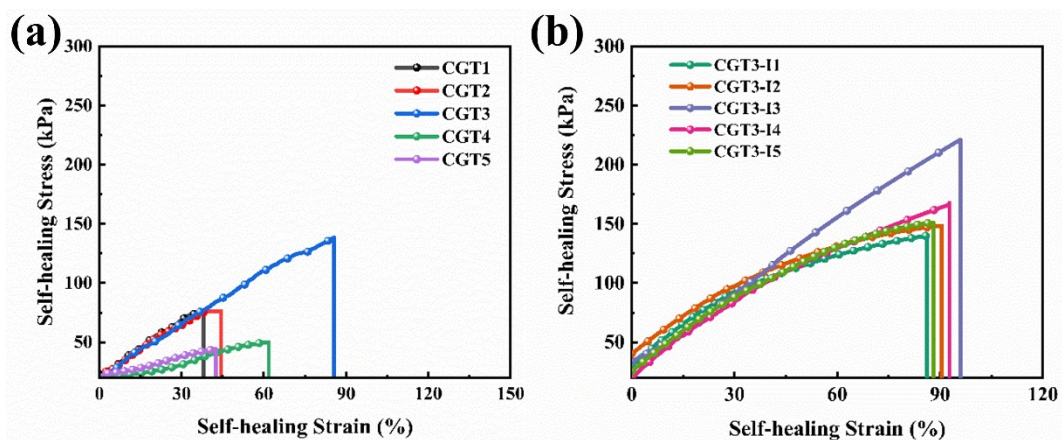 (a)
300
250
200
150
100
50
0
30
60
90
120
150
Self-healing Stress (kPa)
Self-healing Strain (%)
CGT1
CGT2
CGT3
CGT4
CGT5
(b)
300
250
200
150
100
50
0
30
60
90
120
Self-healing Stress (kPa)
Self-healing Strain (%)
CGT3-I1
CGT3-I2
CGT3-I3
CGT3-I4
CGT3-I5